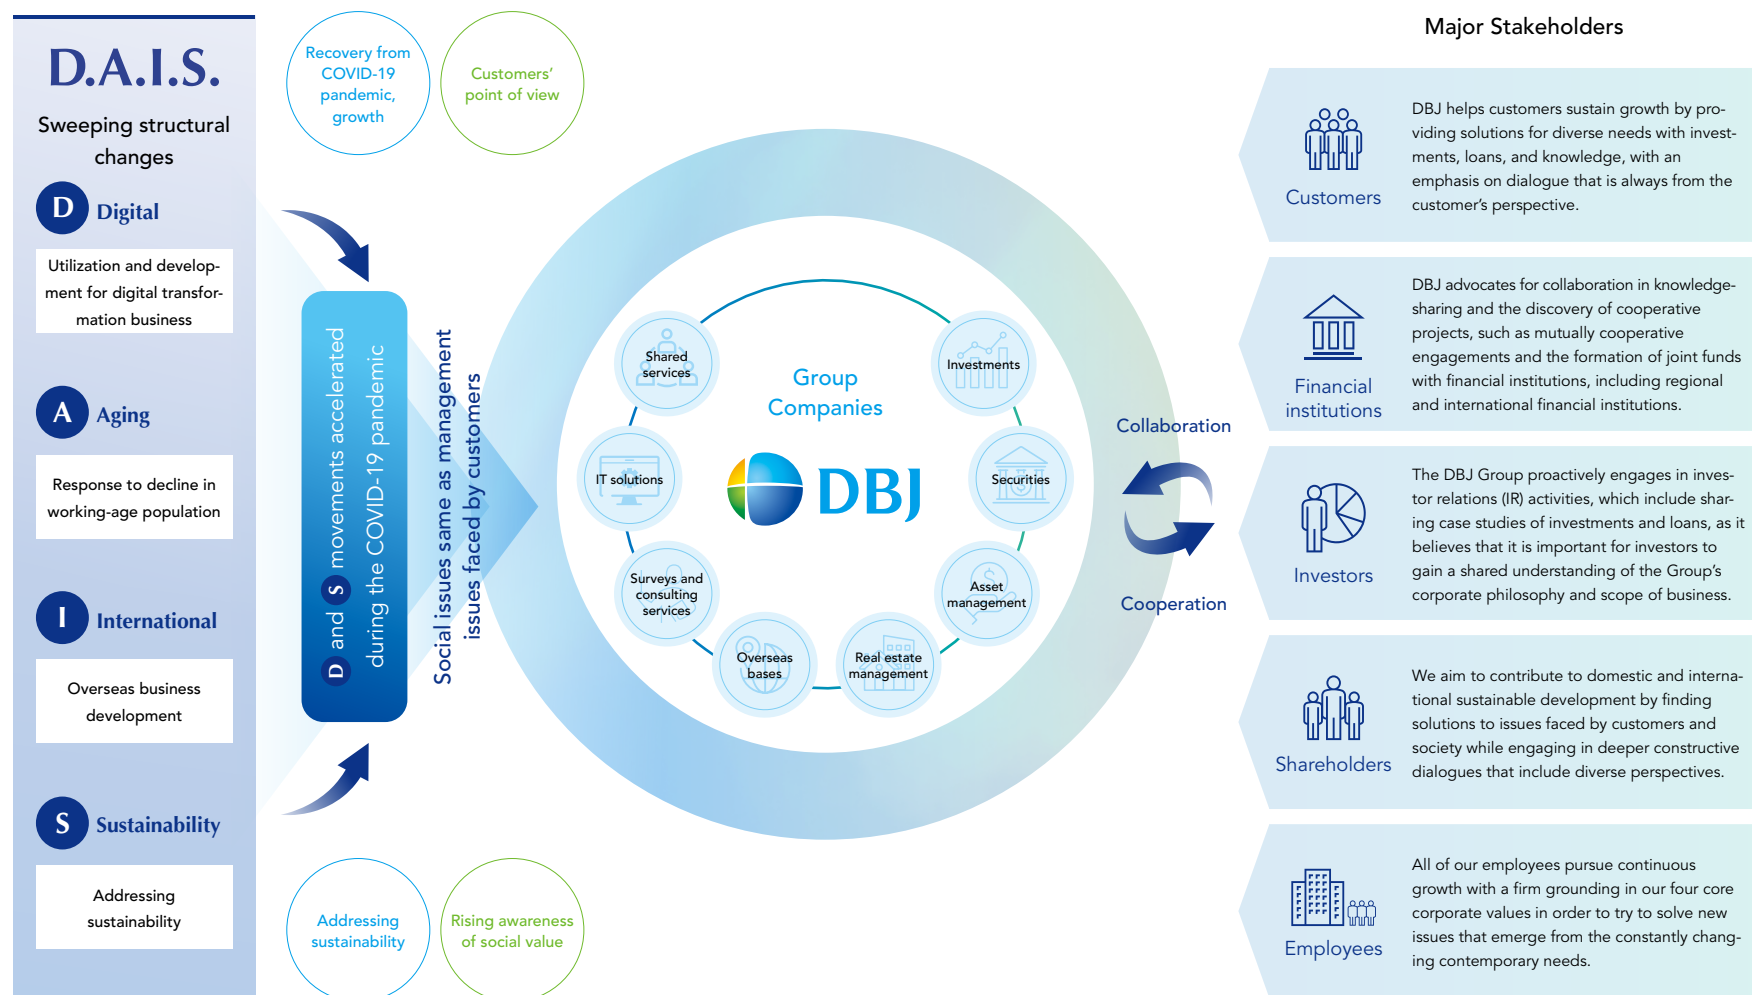 D.A.I.S.
Sweeping structural
changes
D Digital
Utilization and develop-
ment for digital transfor-
mation business
A Aging
Response to decline in
working-age population
I International
Overseas business
development
S Sustainability
Addressing
sustainability
Recovery from
COVID-19
pandemic,
growth
Customers'
point of view
D and S movements accelerated
during the COVID-19 pandemic
Social issues same as management
issues faced by customers
Addressing
sustainability
Rising awareness
of social value
Group
Companies
DBJ
Shared
services
IT solutions
Surveys and
consulting
services
Overseas
bases
Real estate
management
Asset
management
Securities
Investments
Collaboration
Cooperation
Major Stakeholders
Customers
DBJ helps customers sustain growth by pro-
viding solutions for diverse needs with invest-
ments, loans, and knowledge, with an
emphasis on dialogue that is always from the
customer's perspective.
Financial
institutions
DBJ advocates for collaboration in knowledge-
sharing and the discovery of cooperative
projects, such as mutually cooperative
engagements and the formation of joint funds
with financial institutions, including regional
and international financial institutions.
Investors
The DBJ Group proactively engages in inves-
tor relations (IR) activities, which include shar-
ing case studies of investments and loans, as it
believes that it is important for investors to
gain a shared understanding of the Group's
corporate philosophy and scope of business.
Shareholders
We aim to contribute to domestic and interna-
tional sustainable development by finding
solutions to issues faced by customers and
society while engaging in deeper constructive
dialogues that include diverse perspectives.
Employees
All of our employees pursue continuous
growth with a firm grounding in our four core
corporate values in order to try to solve new
issues that emerge from the constantly chang-
ing contemporary needs.